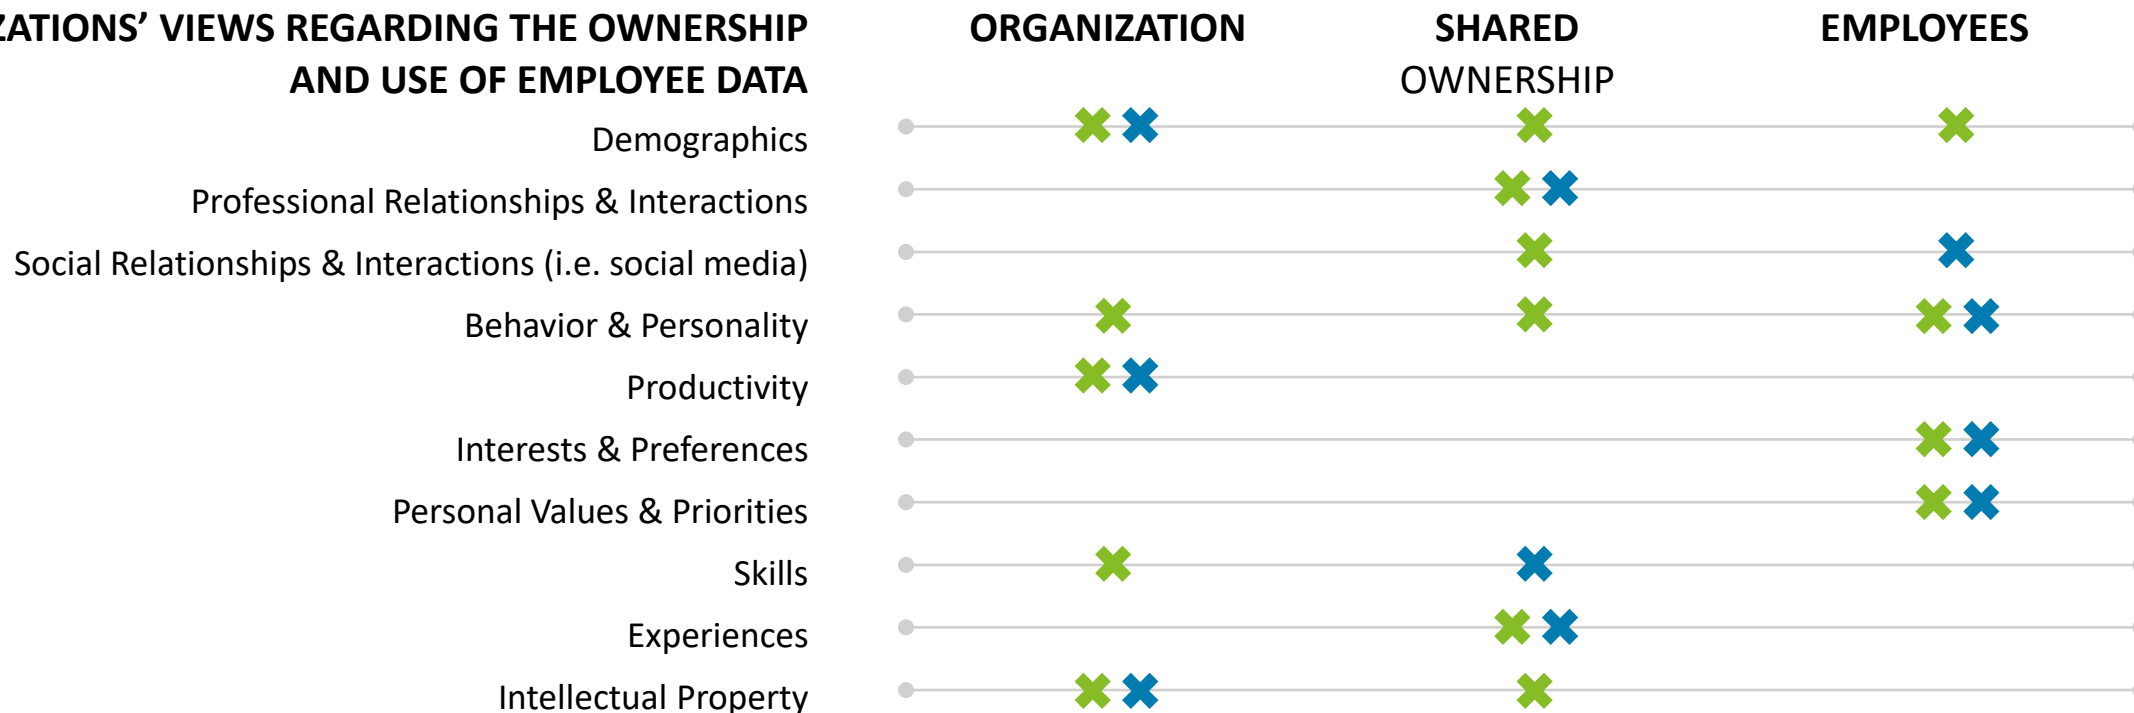 VIEWS REGARDING THE OWNERSHIP
AND USE OF EMPLOYEE DATA
ORGANIZATION
SHARED
OWNERSHIP
EMPLOYEES
Demographics
Professional Relationships & Interactions
Social Relationships & Interactions (i.e. social media)
Behavior & Personality
Productivity
Interests & Preferences
Personal Values & Priorities
Skills
Experiences
Intellectual Property